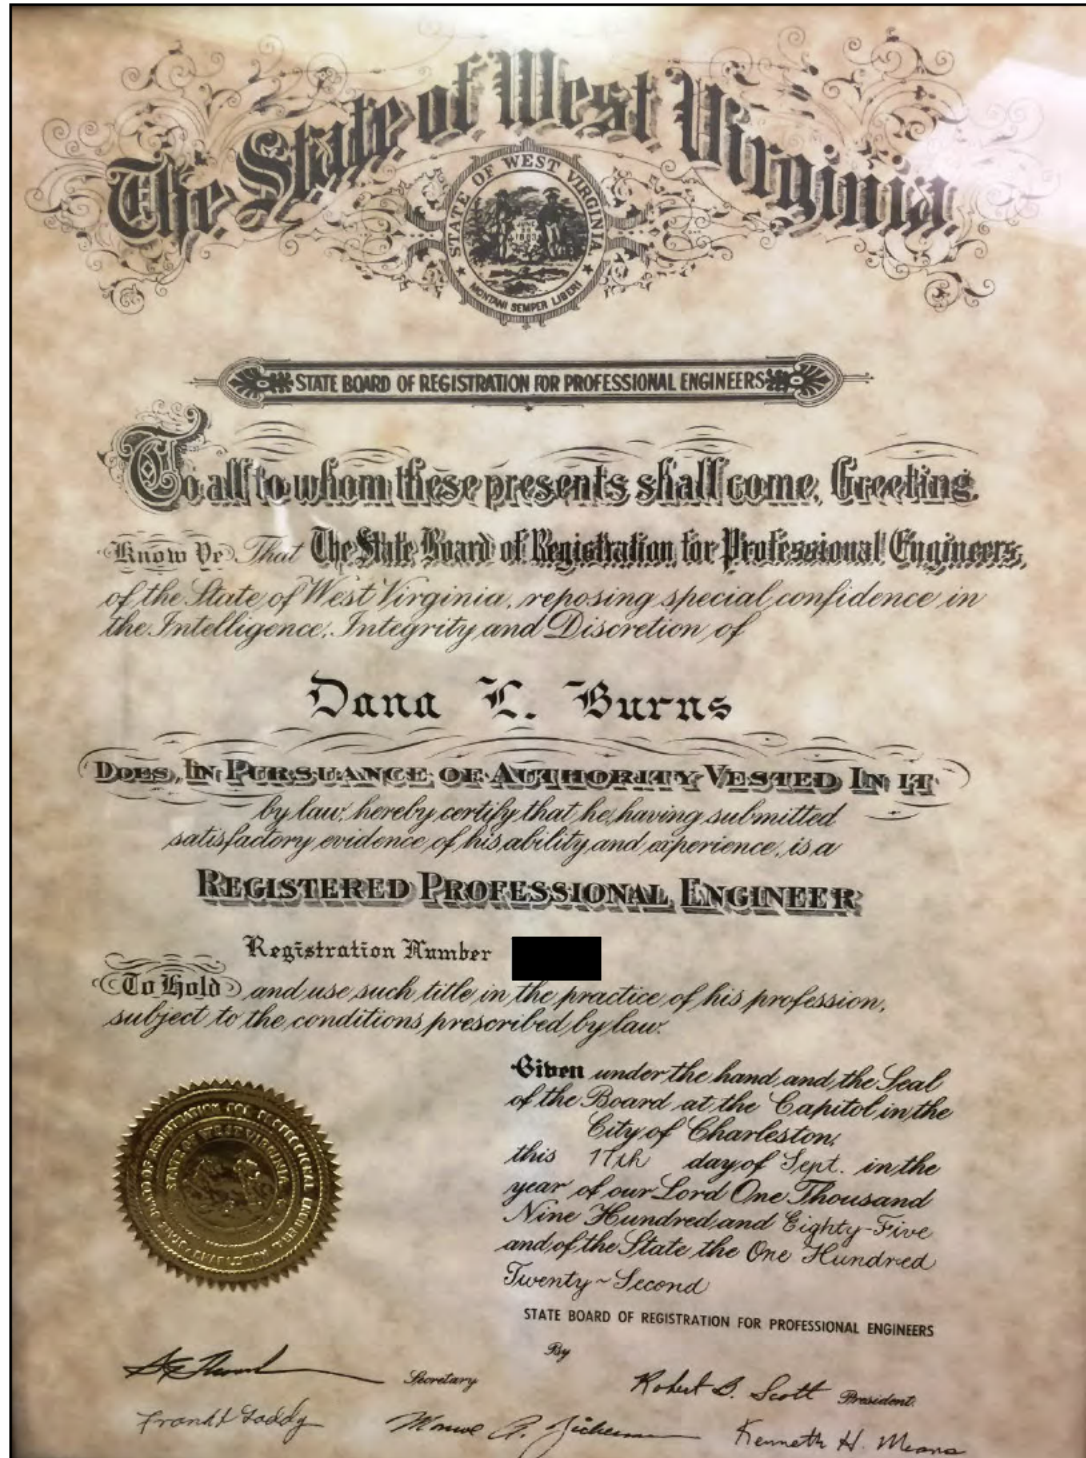 The State of West Virginia
STATE OF WEST VIRGINIA
MONTANI SEMPER LIBERI
STATE BOARD OF REGISTRATION FOR PROFESSIONAL ENGINEERS
To all to whom these presents shall come, Greeting.
Know Ye That The State Board of Registration for Professional Engineers,
of the State of West Virginia, reposing special confidence in
the Intelligence, Integrity and Discretion of
Dana L. Burns
DOES, IN PURSUANCE OF AUTHORITY VESTED IN IT
by law, hereby certify that he, having submitted
satisfactory evidence of his ability and experience, is a
REGISTERED PROFESSIONAL ENGINEER
Registration Number
To Hold and use such title in the practice of his profession,
subject to the conditions prescribed by law.
Given under the hand and the Seal
of the Board at the Capitol in the
City of Charleston,
this 17th day of Sept. in the
year of our Lord One Thousand
Nine Hundred and Eighty-Five
and of the State the One Hundred
Twenty~Second
STATE BOARD OF REGISTRATION FOR PROFESSIONAL ENGINEERS
By
Secretary
Robert B. Scott President.
Kenneth H. Means